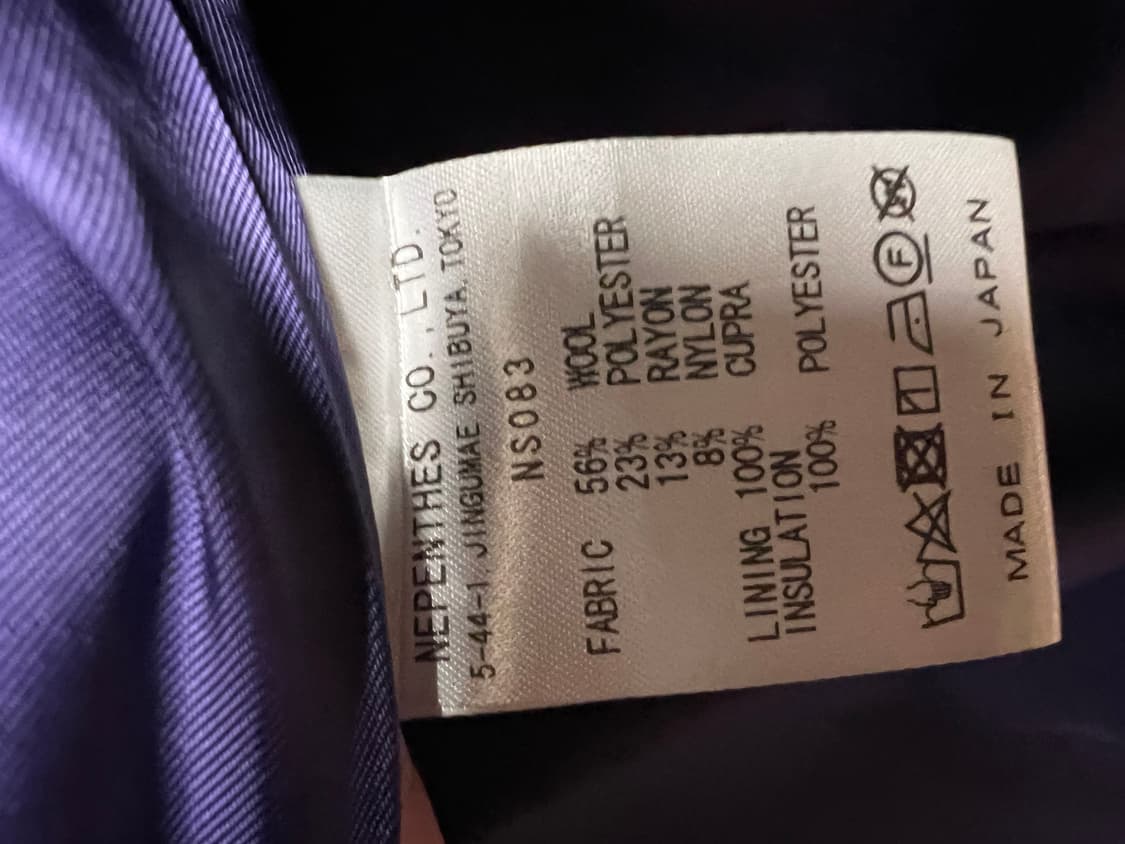 NEPENTHES CO., LTD.
5-44-1 JINGUMAE SHIBUYA, TOKYO
NS083
FABRIC 56% WOOL
23% POLYESTER
13% RAYON
8% NYLON
LINING 100% CUPRA
INSULATION
100% POLYESTER
F W
MADE IN JAPAN